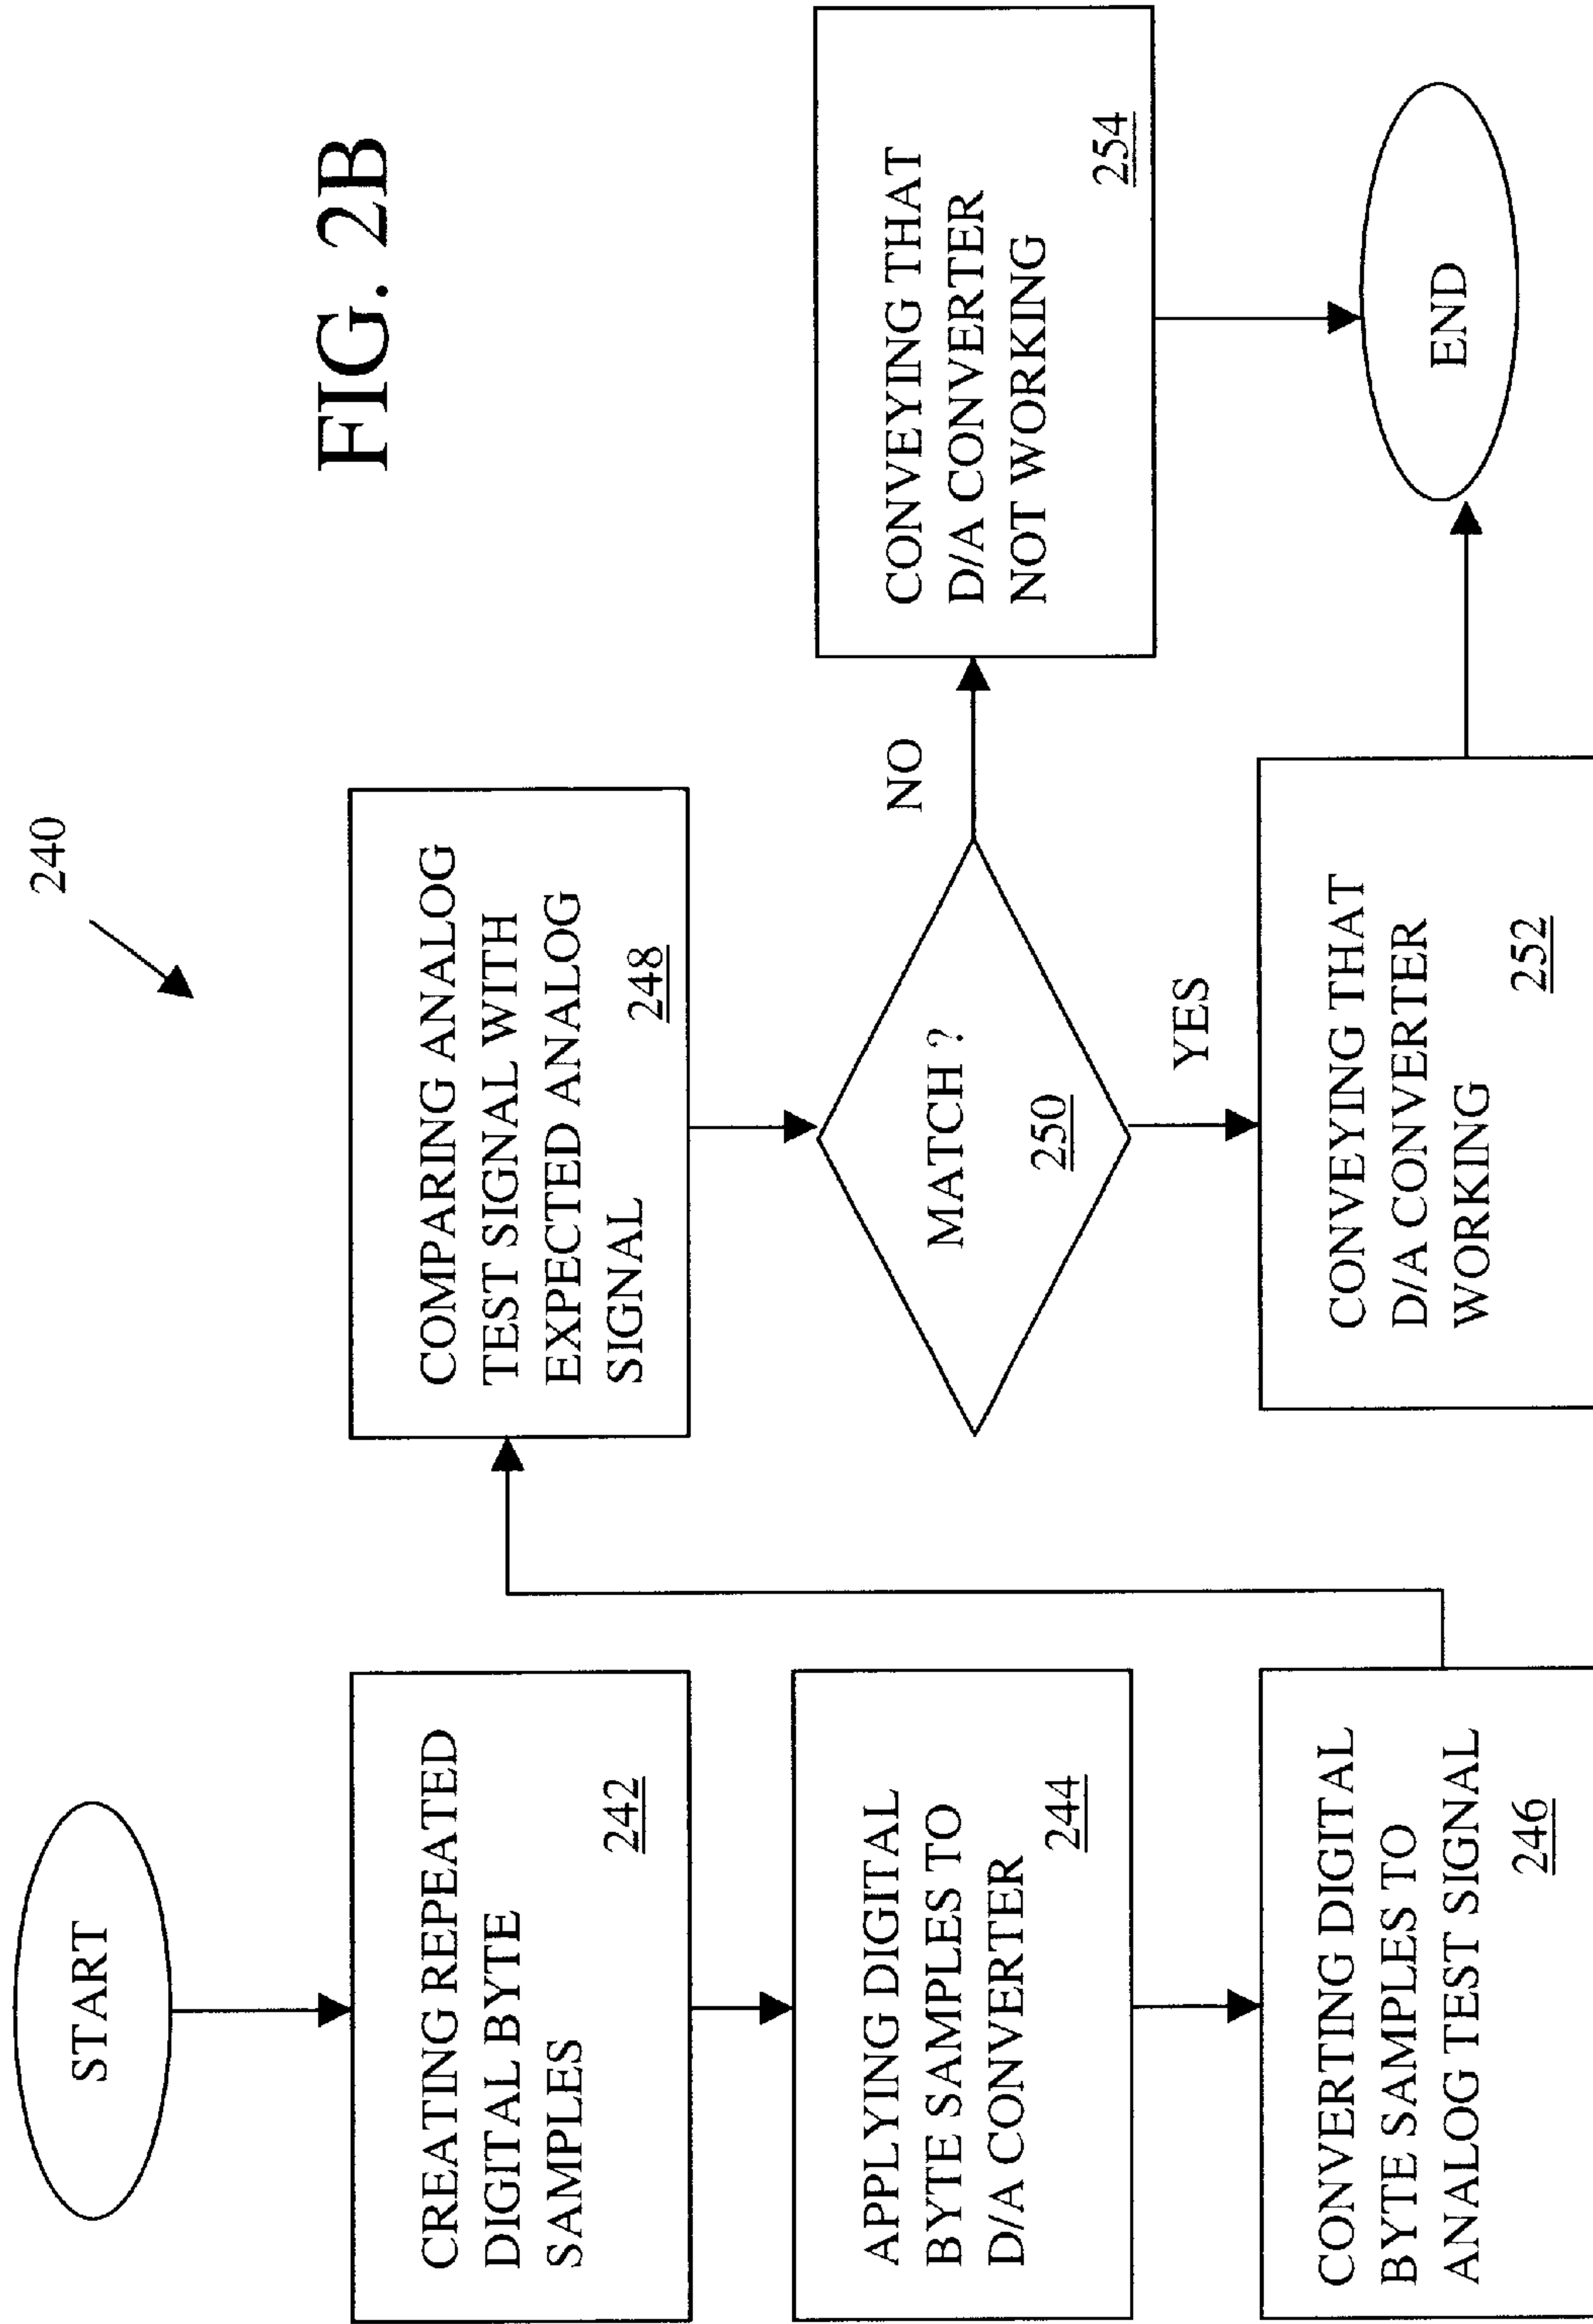 FIG. 2B
240
START
CREATING REPEATED
DIGITAL BYTE
SAMPLES
242
APPLYING DIGITAL
BYTE SAMPLES TO
D/A CONVERTER
244
CONVERTING DIGITAL
BYTE SAMPLES TO
ANALOG TEST SIGNAL
246
COMPARING ANALOG
TEST SIGNAL WITH
EXPECTED ANALOG
SIGNAL
248
MATCH ?
250
NO
YES
CONVEYING THAT
D/A CONVERTER
WORKING
252
CONVEYING THAT
D/A CONVERTER
NOT WORKING
254
END